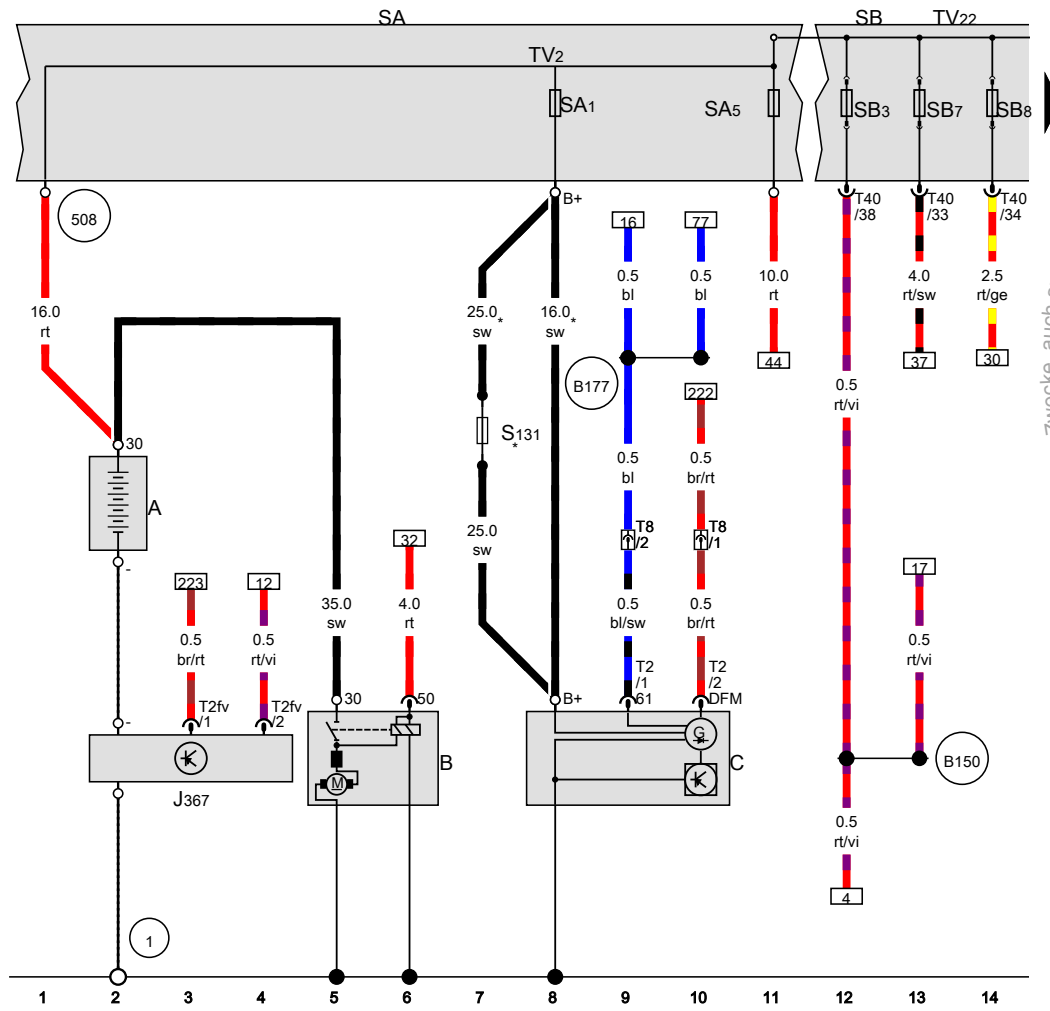 SA
SB
TV22
TV2
SA1
SA5
SB3
SB7
SB8
508
B+
T40
/38
T40
/33
T40
/34
16
77
16.0
rt
25.0 *
sw
16.0 *
sw
0.5
bl
0.5
bl
10.0
rt
4.0
rt/sw
2.5
rt/ge
B177
44
37
30
222
0.5
rt/vi
30
S131
*
0.5
bl
0.5
br/rt
A
25.0
sw
32
T8
/2
T8
/1
-
223
12
17
0.5
br/rt
0.5
rt/vi
35.0
sw
4.0
rt
0.5
bl/sw
0.5
br/rt
0.5
rt/vi
T2fv
/1
T2fv
/2
T2
/1
T2
/2
-
30
50
B+
61
DFM
G
B
C
M
B150
J367
0.5
rt/vi
4
1
1 2 3 4 5 6 7 8 9 10 11 12 13 14